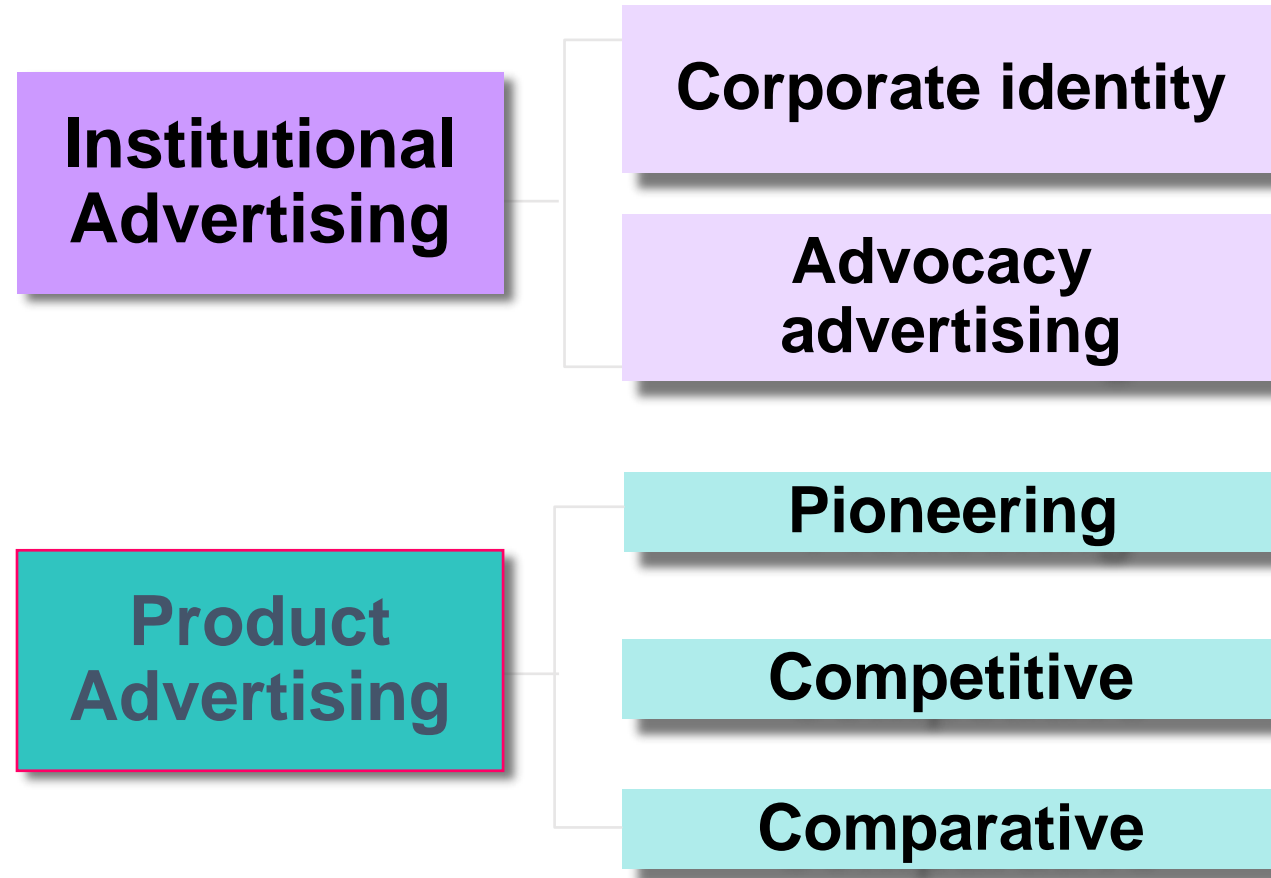 Institutional
Advertising
Corporate identity
Advocacy
advertising
Product
Advertising
Pioneering
Competitive
Comparative